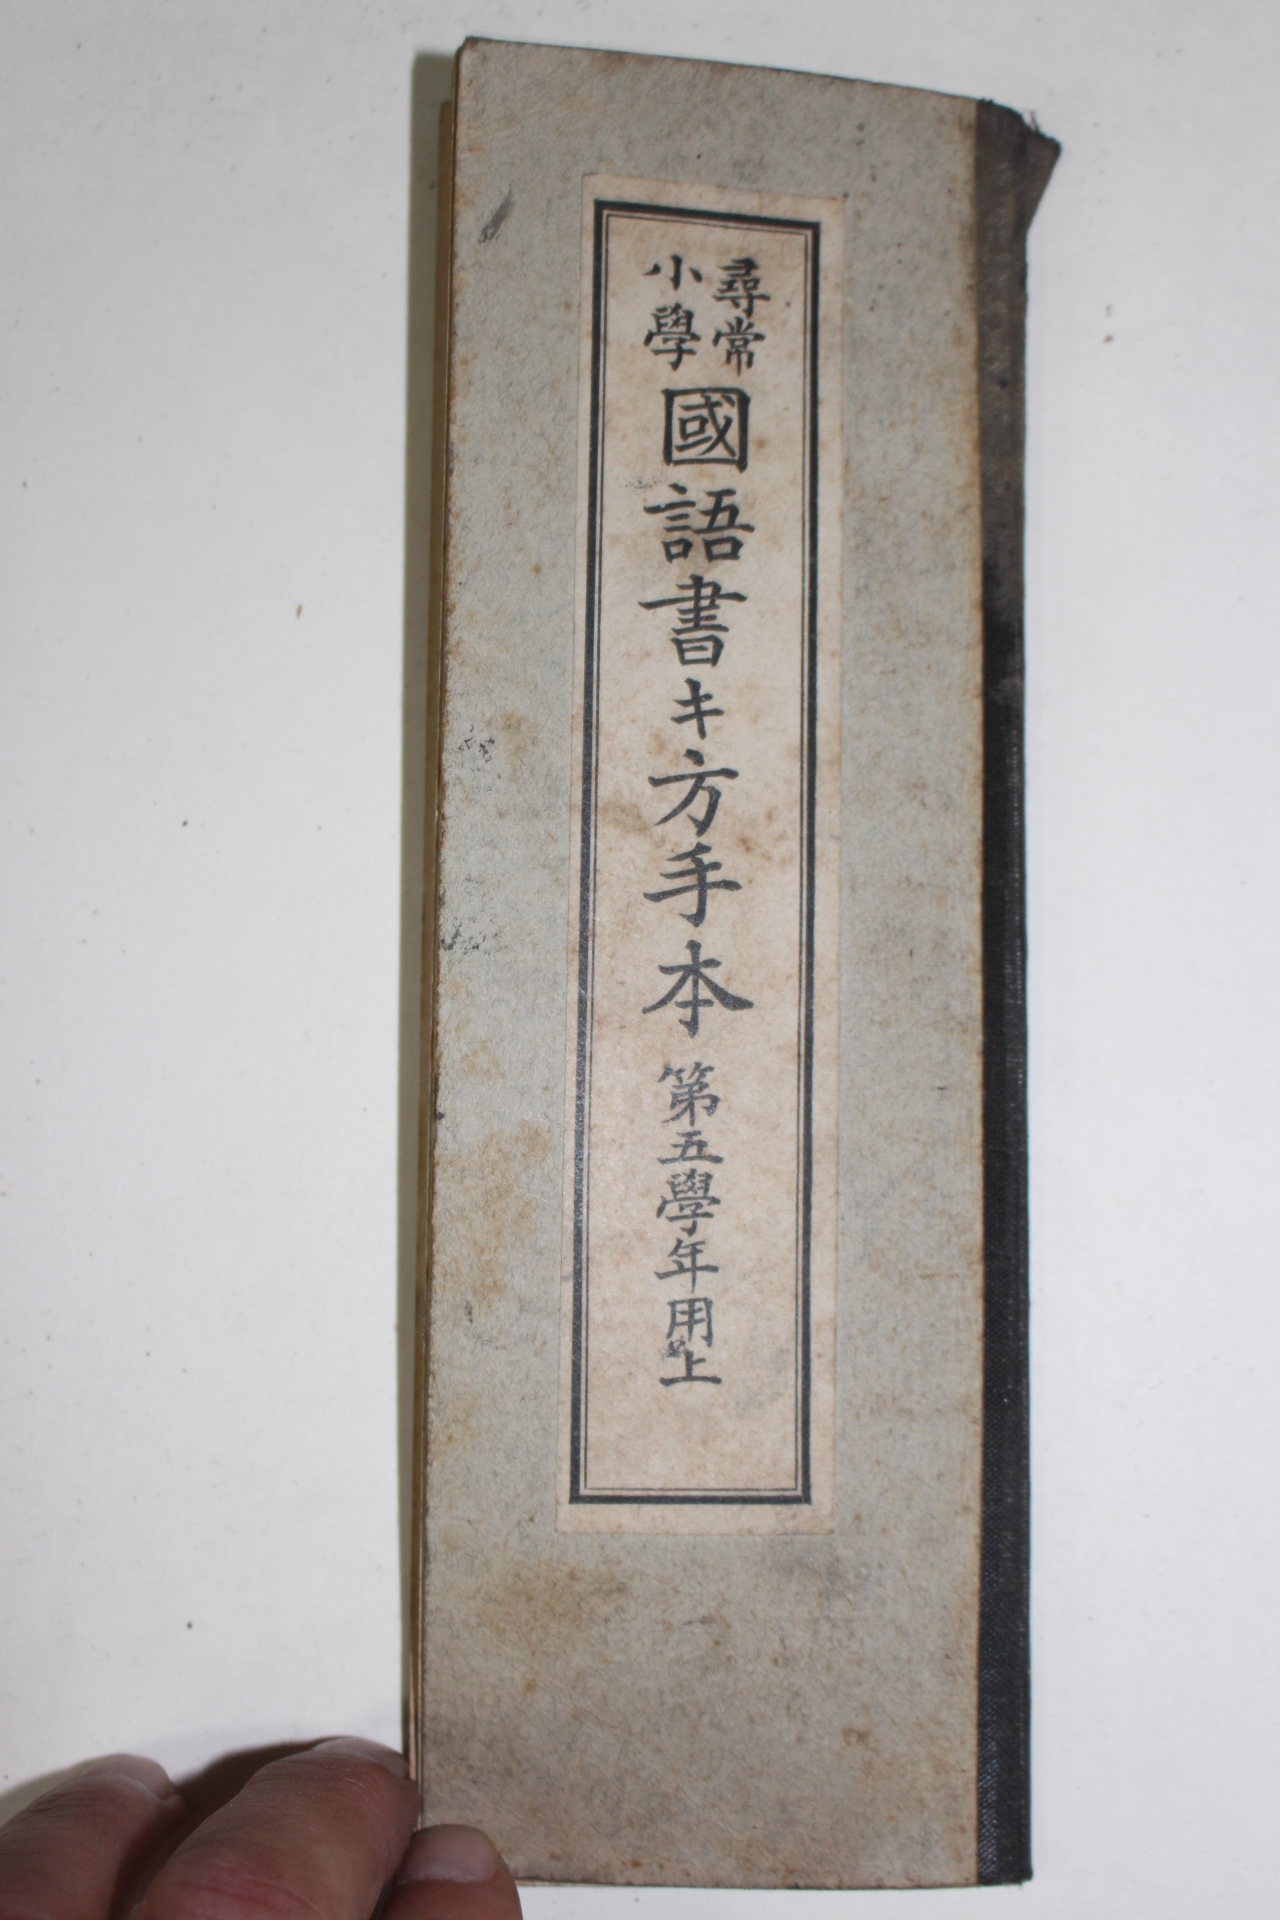 尋常
小學
國語書キ方手本 第五學年用上